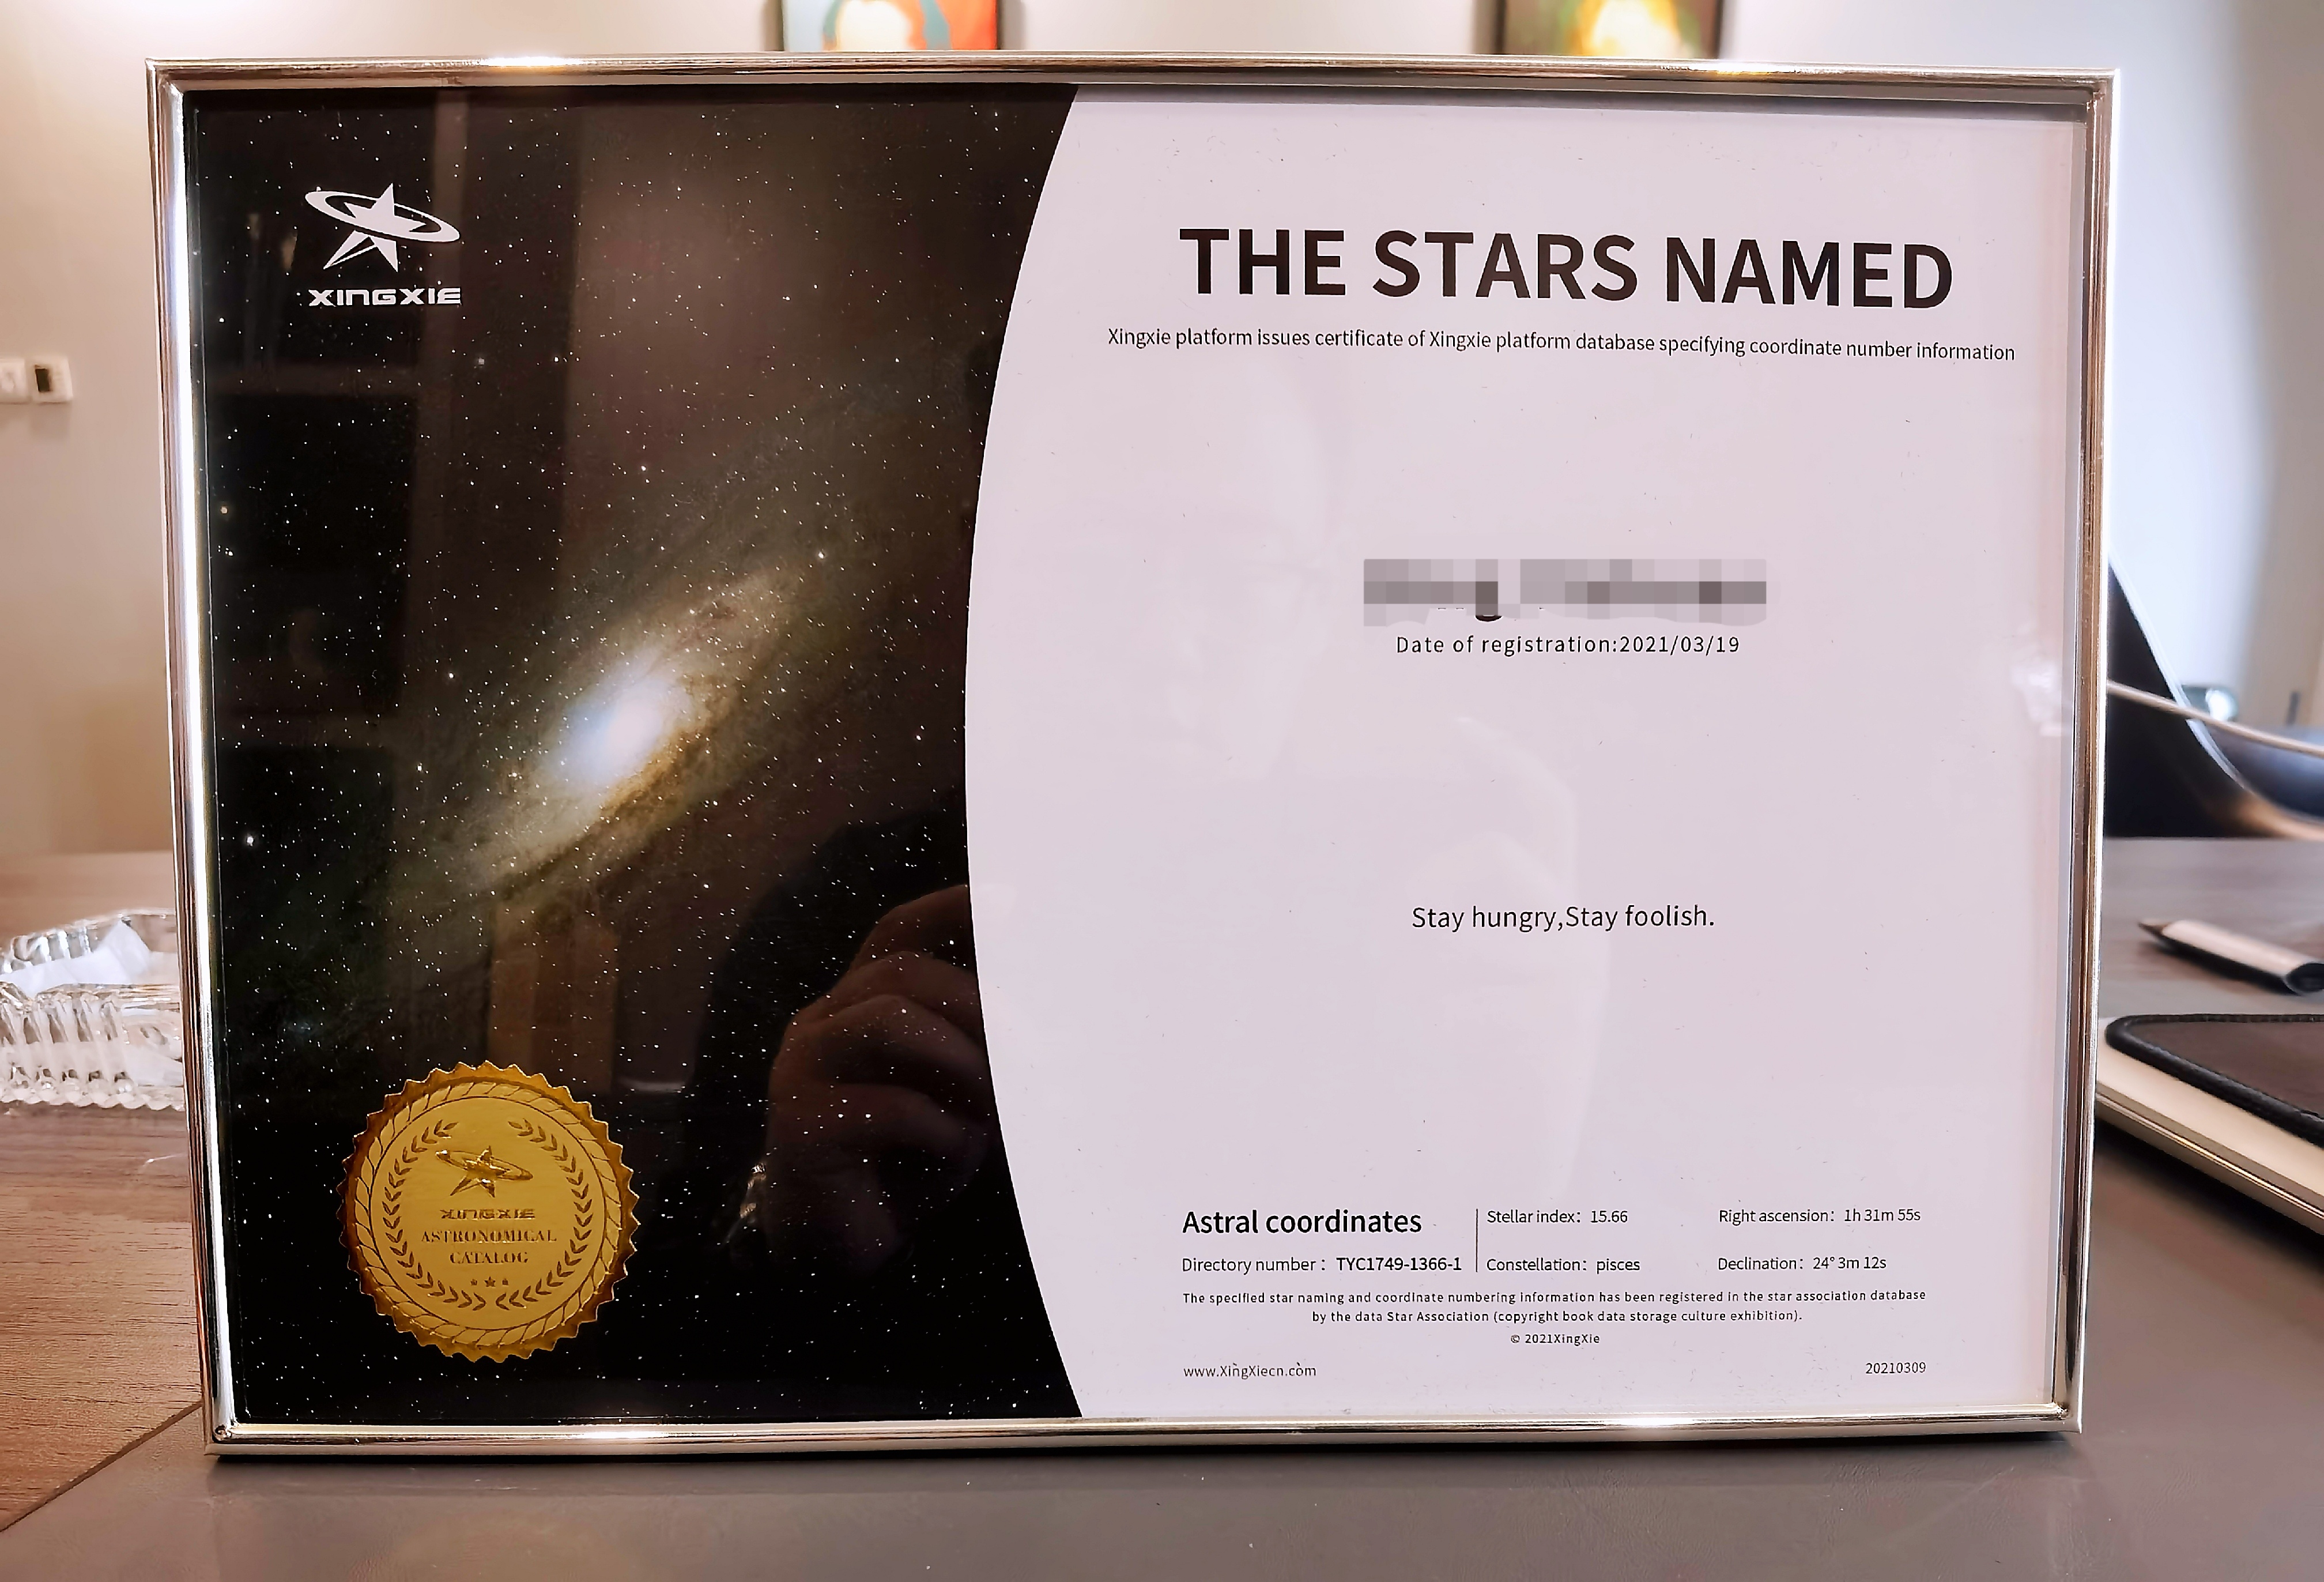 XINGXIE
THE STARS NAMED
Xingxie platform issues certificate of Xingxie platform database specifying coordinate number information
Date of registration:2021/03/19
Stay hungry,Stay foolish.
Astral coordinates
Stellar index: 15.66
Right ascension: 1h 31m 55s
Directory number : TYC1749-1366-1
Constellation: pisces
Declination: 24° 3m 12s
The specified star naming and coordinate numbering information has been registered in the star association database
by the data Star Association (copyright book data storage culture exhibition).
© 2021XingXie
www.XingXiecn.com
20210309
XINGXIE
ASTRONOMICAL
CATALOG